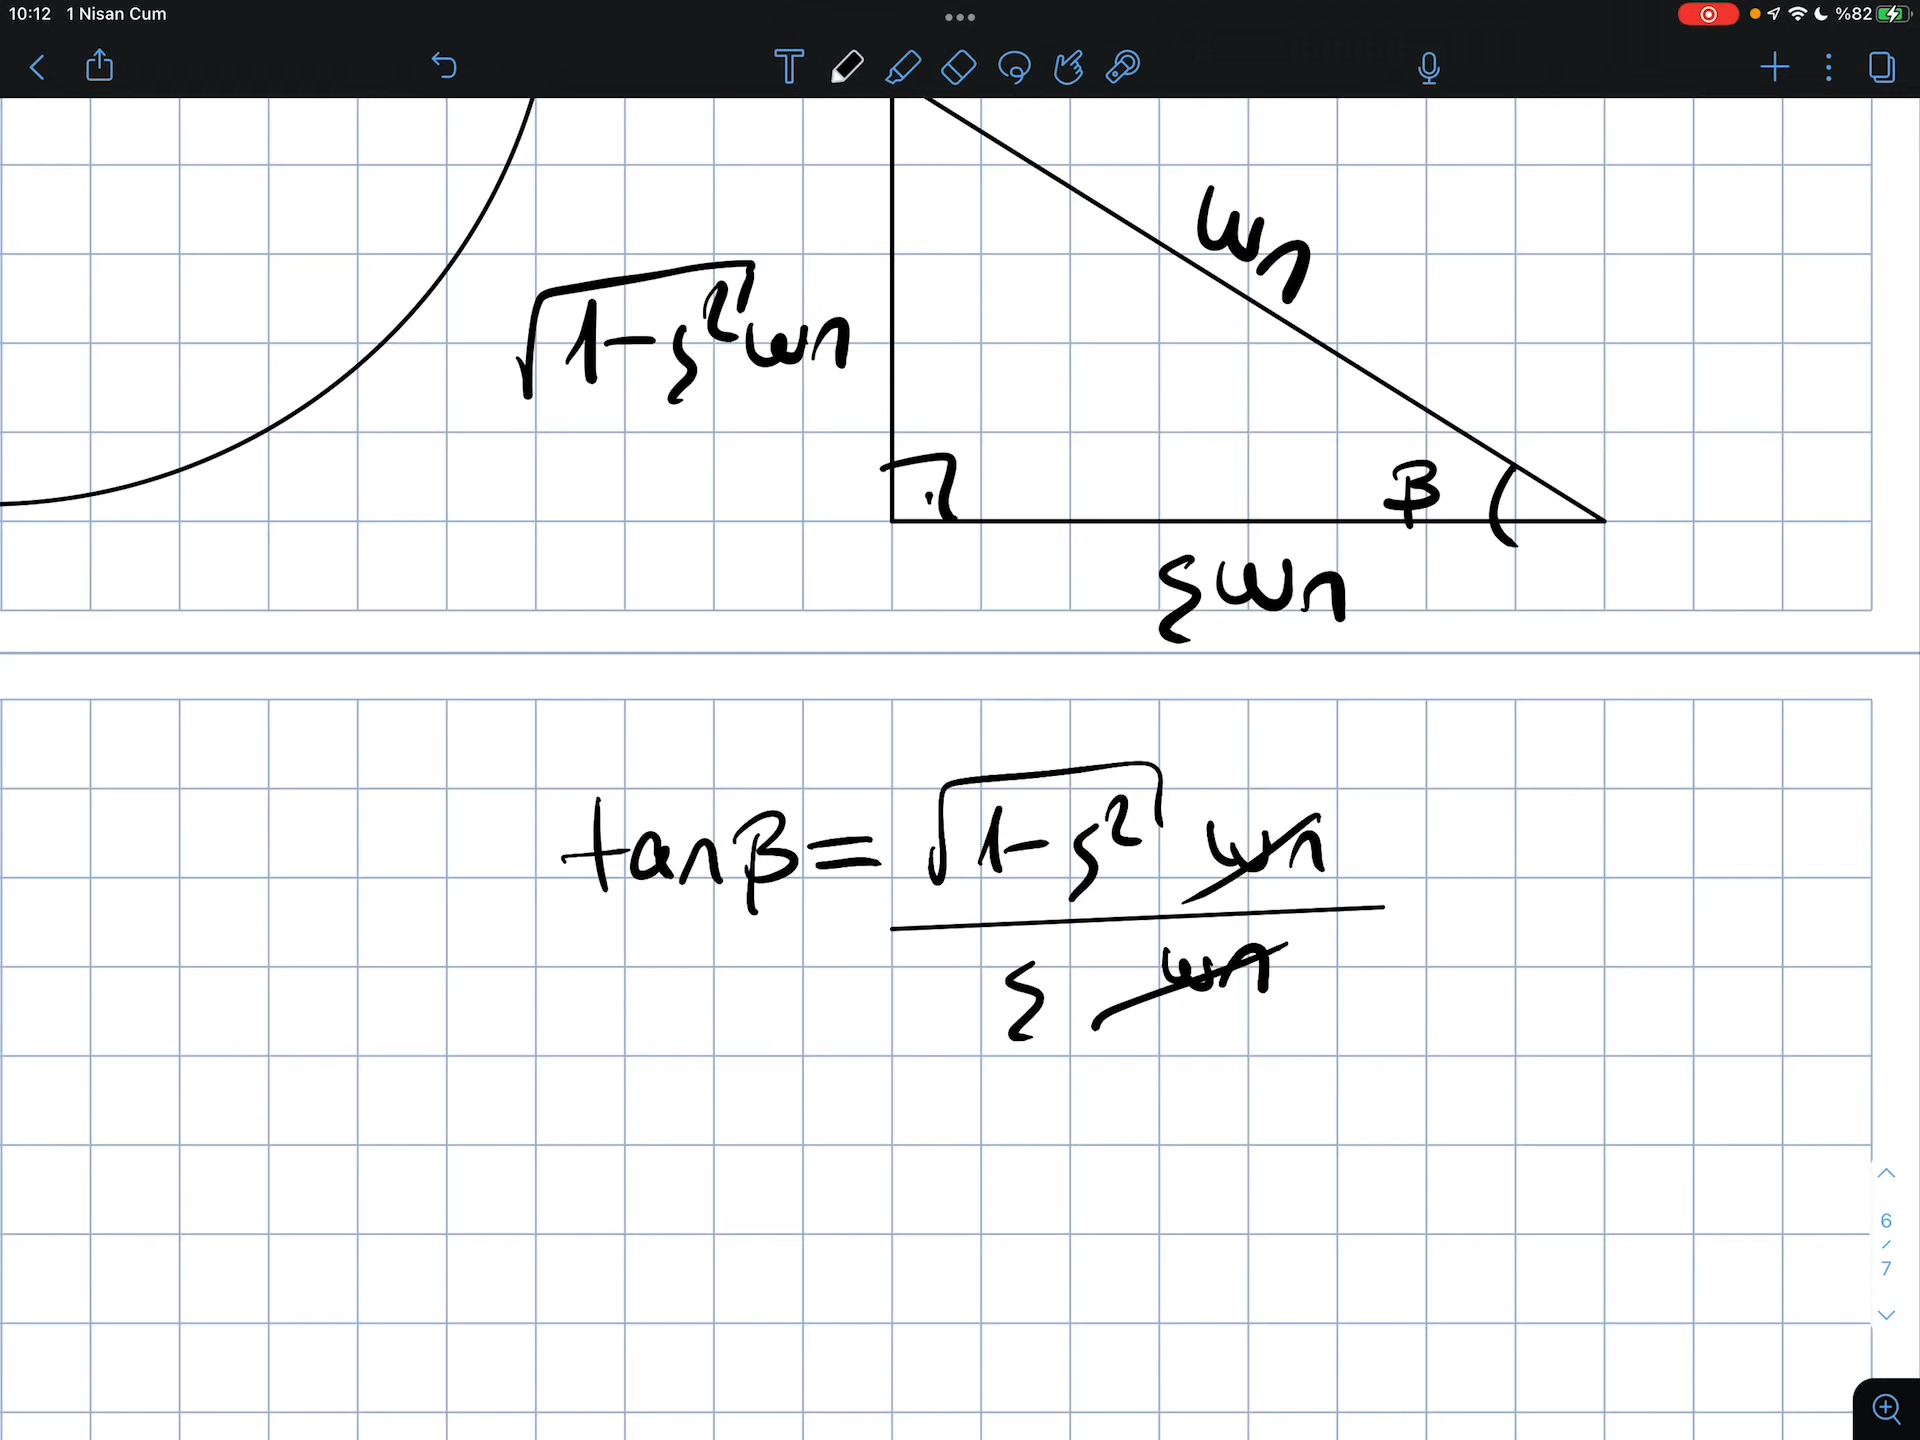 10:12 1 Nisan Cum
%82
T
ωn
√1-ζ² ωn
β
ζωn
tanβ = √1-ζ² ωn
ζ ωn
6
/
7